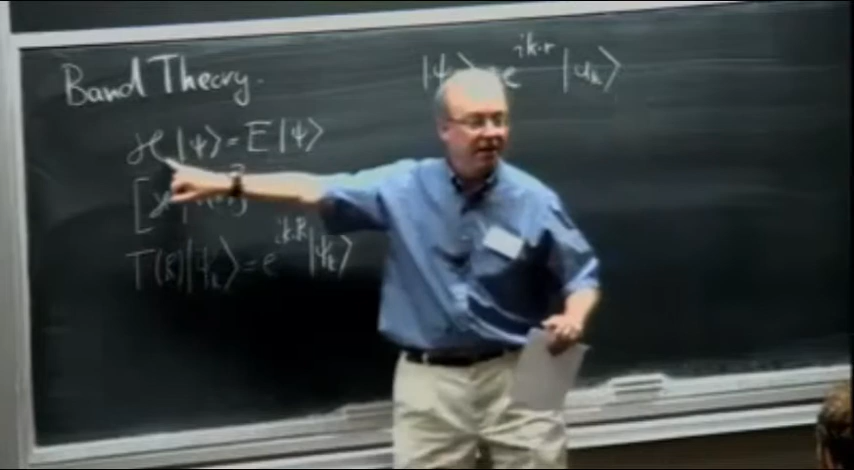 Band Theory.
ℋ|ψ⟩ = E|ψ⟩
[ℋ
T(R)|ψ_k⟩ = e^{ik·R}|ψ_k⟩
|ψ⟩ e^{ik·r}|u_k⟩